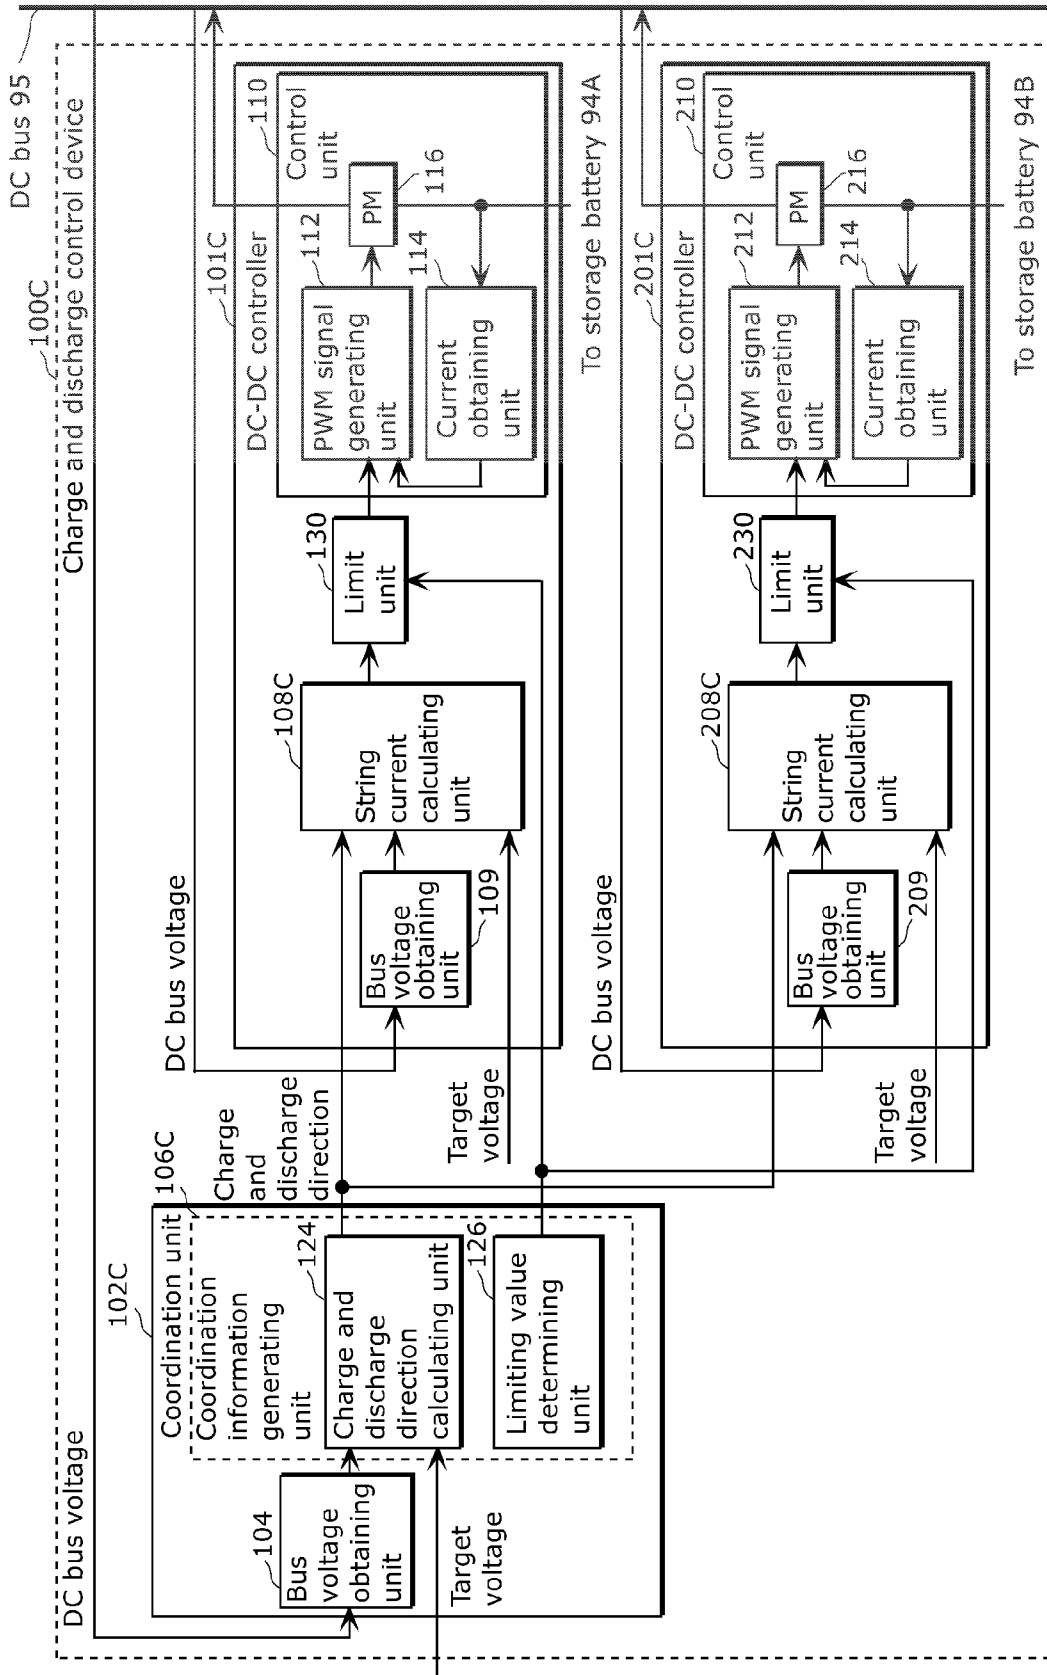 DC bus 95
100C
Charge and discharge control device
DC bus voltage
102C
Coordination unit
106C
Coordination
information
generating
unit
104
Bus
voltage
obtaining
unit
Target
voltage
124
Charge and
discharge
direction
calculating unit
126
Limiting value
determining
unit
Charge
and
discharge
direction
DC bus voltage
101C
DC-DC controller
Bus
voltage
obtaining
unit
109
Target
voltage
108C
String
current
calculating
unit
130
Limit
unit
110
Control
unit
112
PWM signal
generating
unit
PM
116
114
Current
obtaining
unit
To storage battery 94A
DC bus voltage
201C
DC-DC controller
Bus
voltage
obtaining
unit
209
Target
voltage
208C
String
current
calculating
unit
230
Limit
unit
210
Control
unit
212
PWM signal
generating
unit
PM
216
214
Current
obtaining
unit
To storage battery 94B